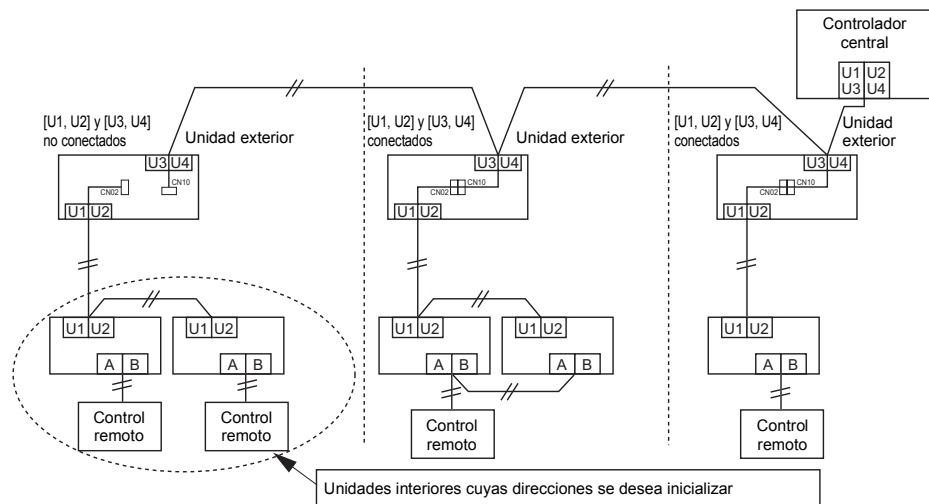 Controlador
central
U1 U2
U3 U4
[U1, U2] y [U3, U4]
no conectados
Unidad exterior
U3 U4
CN02
CN10
U1 U2
[U1, U2] y [U3, U4]
conectados
Unidad exterior
U3 U4
CN02
CN10
U1 U2
[U1, U2] y [U3, U4]
conectados
Unidad
exterior
U3 U4
CN02
CN10
U1 U2
U1 U2
A B
Control
remoto
U1 U2
A B
Control
remoto
U1 U2
A B
Control
remoto
U1 U2
A B
U1 U2
A B
Control
remoto
Unidades interiores cuyas direcciones se desea inicializar